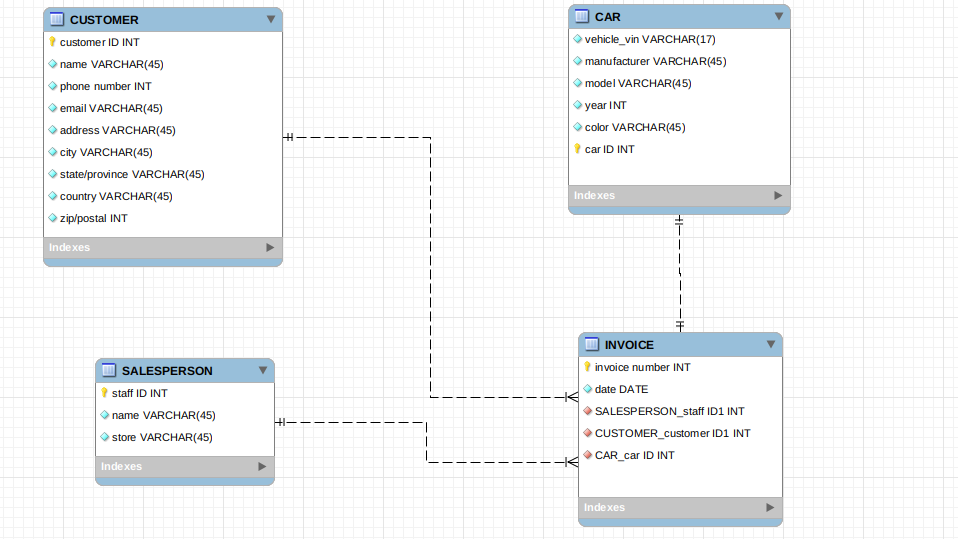 CUSTOMER
customer ID INT
name VARCHAR(45)
phone number INT
email VARCHAR(45)
address VARCHAR(45)
city VARCHAR(45)
state/province VARCHAR(45)
country VARCHAR(45)
zip/postal INT
Indexes
CAR
vehicle_vin VARCHAR(17)
manufacturer VARCHAR(45)
model VARCHAR(45)
year INT
color VARCHAR(45)
car ID INT
Indexes
SALESPERSON
staff ID INT
name VARCHAR(45)
store VARCHAR(45)
Indexes
INVOICE
invoice number INT
date DATE
SALESPERSON_staff ID1 INT
CUSTOMER_customer ID1 INT
CAR_car ID INT
Indexes